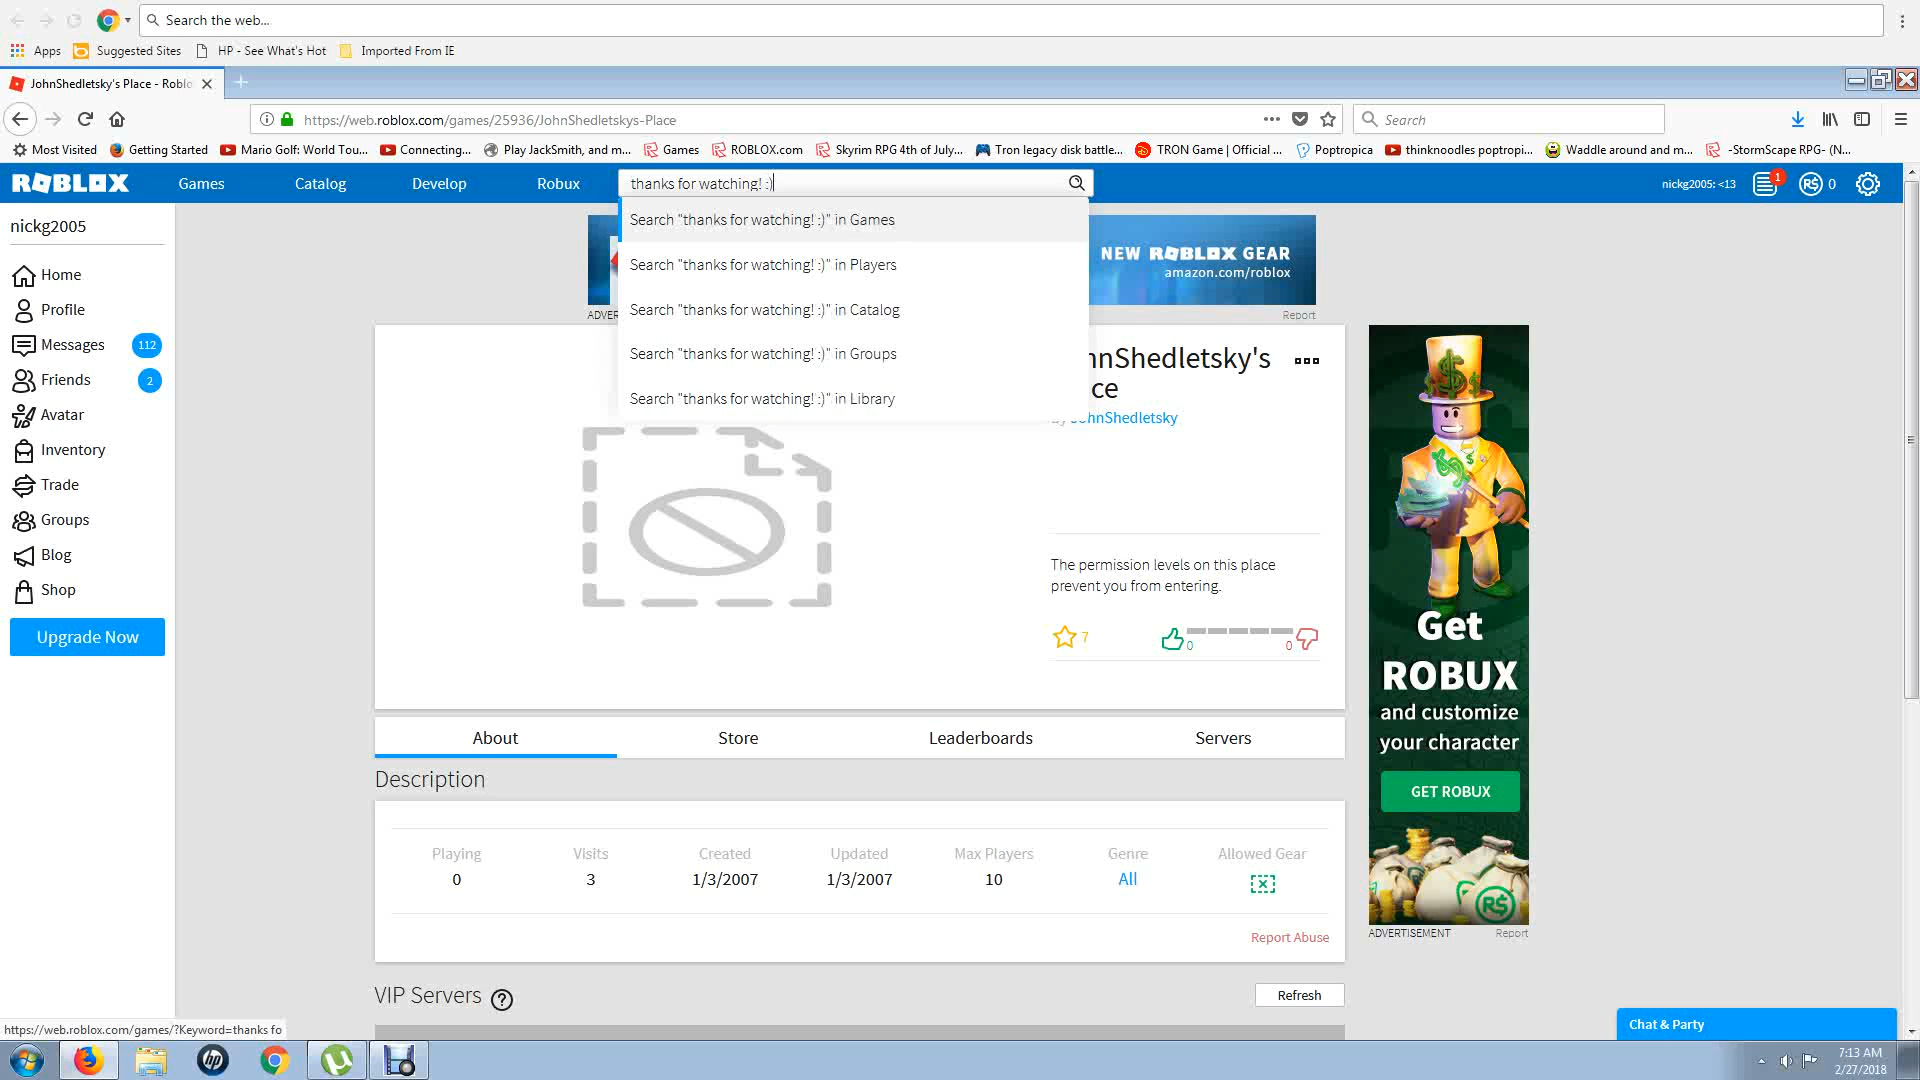 Search the web...
Apps Suggested Sites HP - See What's Hot Imported From IE
JohnShedletsky's Place - Roblo
https://web.roblox.com/games/25936/JohnShedletskys-Place
Search
Most Visited Getting Started Mario Golf: World Tou... Connecting... Play JackSmith, and m... Games ROBLOX.com Skyrim RPG 4th of July... Tron legacy disk battle... TRON Game | Official ... Poptropica thinknoodles poptropi... Waddle around and m... -StormScape RPG- (N...
ROBLOX Games Catalog Develop Robux thanks for watching! :) nickg2005: <13 1 R$ 0
nickg2005
Home
Profile
Messages 112
Friends 2
Avatar
Inventory
Trade
Groups
Blog
Shop
Upgrade Now
Search "thanks for watching! :)" in Games
Search "thanks for watching! :)" in Players
Search "thanks for watching! :)" in Catalog
Search "thanks for watching! :)" in Groups
Search "thanks for watching! :)" in Library
NEW ROBLOX GEAR
amazon.com/roblox
ADVER
Report
hnShedletsky's
ce
By JohnShedletsky
The permission levels on this place
prevent you from entering.
7 0 0
About Store Leaderboards Servers
Description
Playing Visits Created Updated Max Players Genre Allowed Gear
0 3 1/3/2007 1/3/2007 10 All
Report Abuse
VIP Servers ?
Refresh
Get
ROBUX
and customize
your character
GET ROBUX
R$
ADVERTISEMENT Report
https://web.roblox.com/games/?Keyword=thanks fo
Chat & Party
hp
7:13 AM
2/27/2018